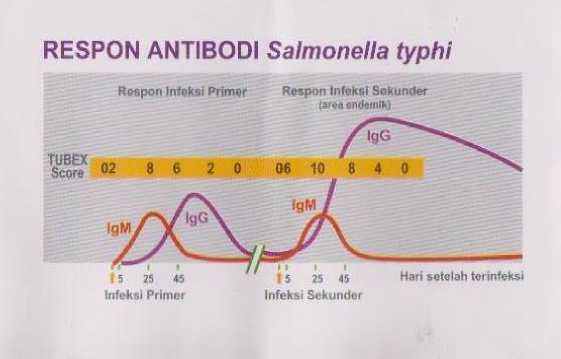 RESPON ANTIBODI Salmonella typhi
Respon Infeksi Primer
Respon Infeksi Sekunder
(area endemik)
IgG
TUBEX
Score
02 8 6 2 0 06 10 8 4 0
IgM
IgG
IgM
5 25 45
5 25 45
Hari setelah terinfeksi
Infeksi Primer
Infeksi Sekunder